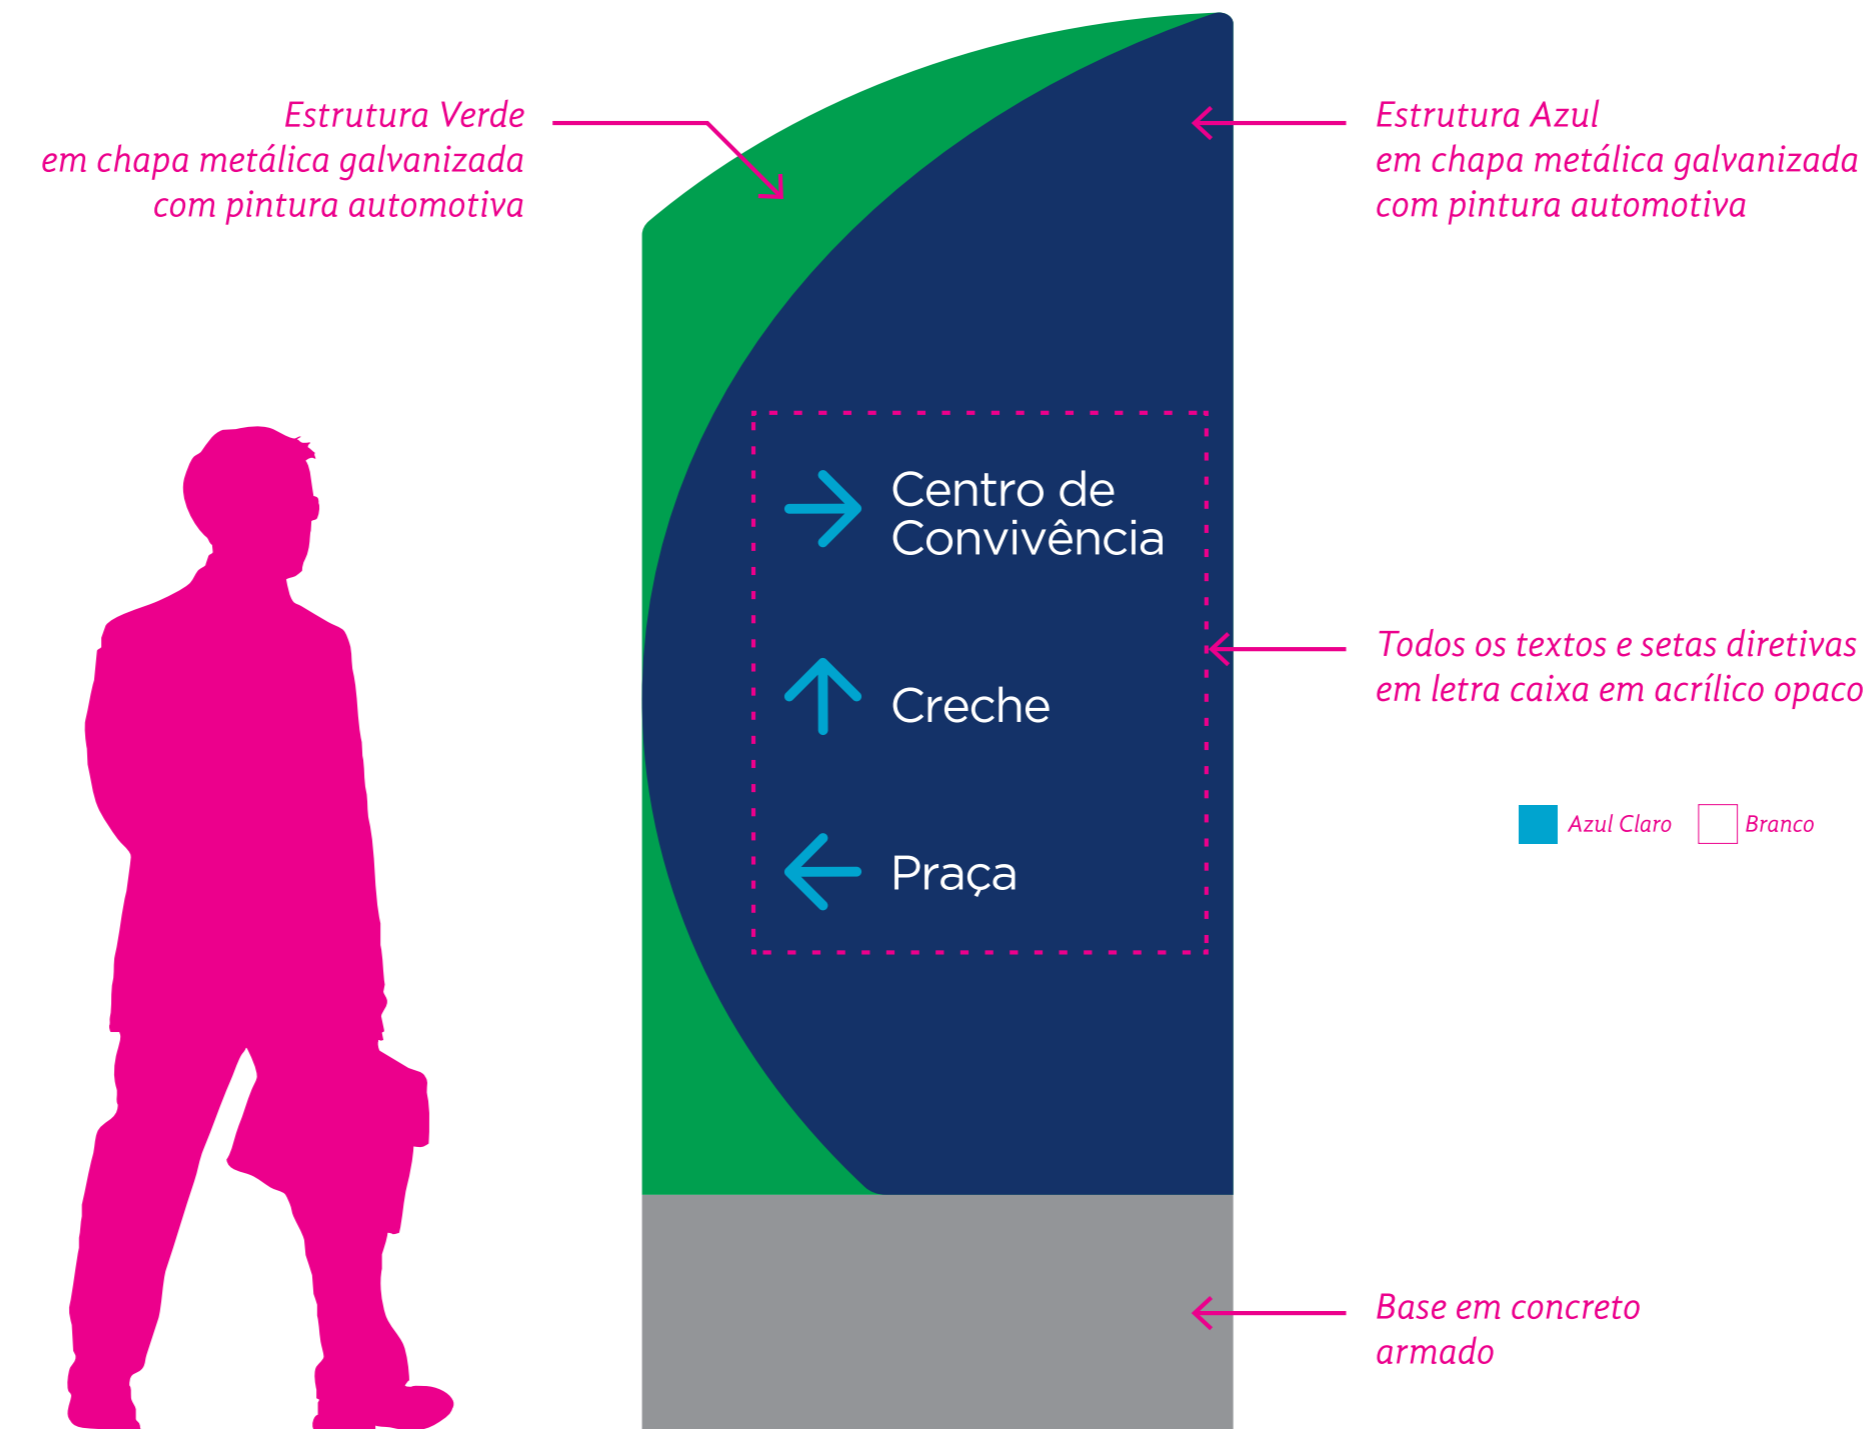 Estrutura Verde
em chapa metálica galvanizada
com pintura automotiva
Estrutura Azul
em chapa metálica galvanizada
com pintura automotiva
Centro de
Convivência
Creche
Praça
Todos os textos e setas diretivas
em letra caixa em acrílico opaco
Azul Claro
Branco
Base em concreto
armado